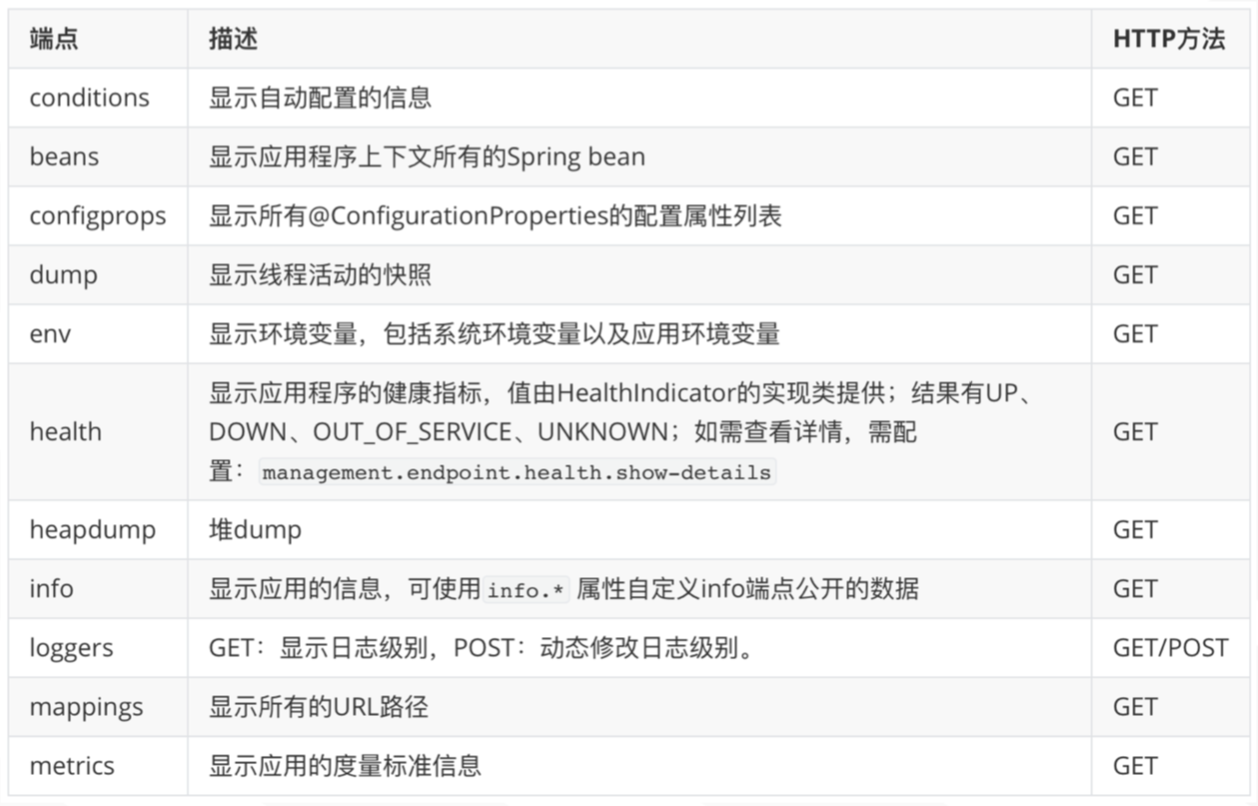 端点 描述 HTTP方法
conditions 显示自动配置的信息 GET
beans 显示应用程序上下文所有的Spring bean GET
configprops 显示所有@ConfigurationProperties的配置属性列表 GET
dump 显示线程活动的快照 GET
env 显示环境变量，包括系统环境变量以及应用环境变量 GET
显示应用程序的健康指标，值由HealthIndicator的实现类提供；结果有UP、
health DOWN、OUT_OF_SERVICE、UNKNOWN；如需查看详情，需配 GET
置：management.endpoint.health.show-details
heapdump 堆dump GET
info 显示应用的信息，可使用 info.* 属性自定义info端点公开的数据 GET
loggers GET：显示日志级别，POST：动态修改日志级别。 GET/POST
mappings 显示所有的URL路径 GET
metrics 显示应用的度量标准信息 GET